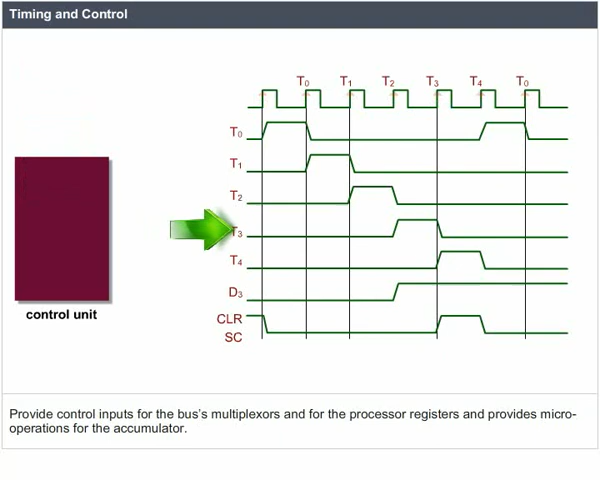 Timing and Control
T0 T1 T2 T3 T4 T0
T0
T1
T2
T3
T4
D3
CLR
SC
control unit
Provide control inputs for the bus's multiplexors and for the processor registers and provides micro-
operations for the accumulator.